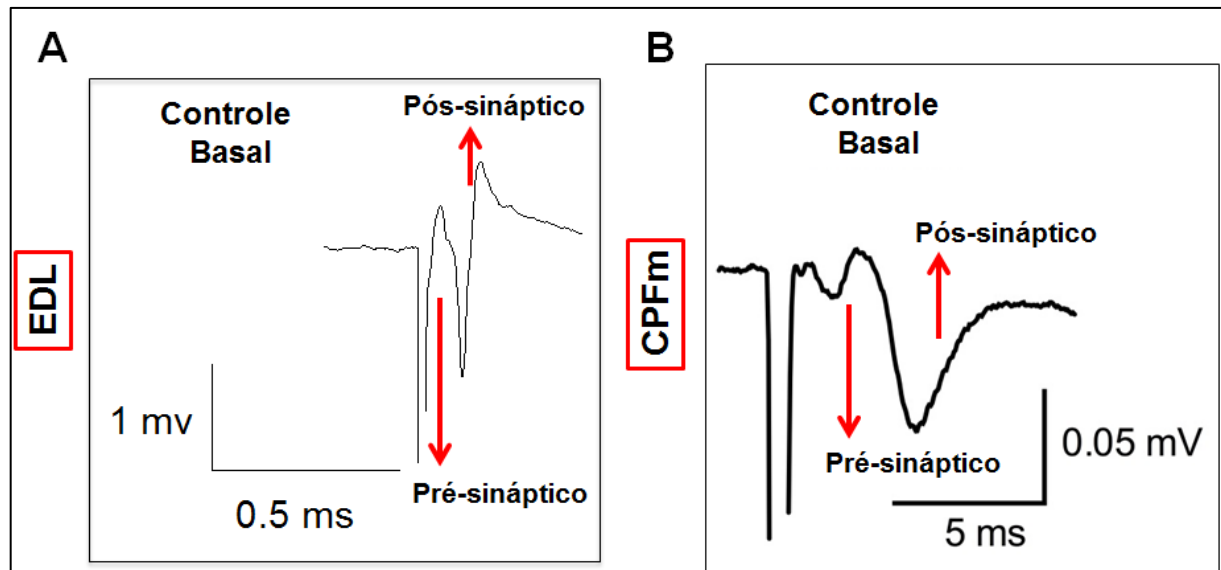 A
Controle
Basal
Pós-sináptico
EDL
1 mv
0.5 ms
Pré-sináptico
B
Controle
Basal
Pós-sináptico
CPFm
Pré-sináptico
0.05 mV
5 ms